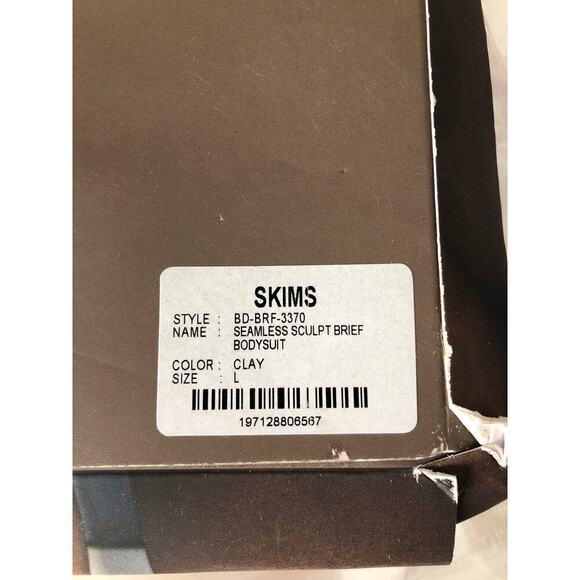 SKIMS
STYLE : BD-BRF-3370
NAME : SEAMLESS SCULPT BRIEF
BODYSUIT
COLOR : CLAY
SIZE : L
197128806567